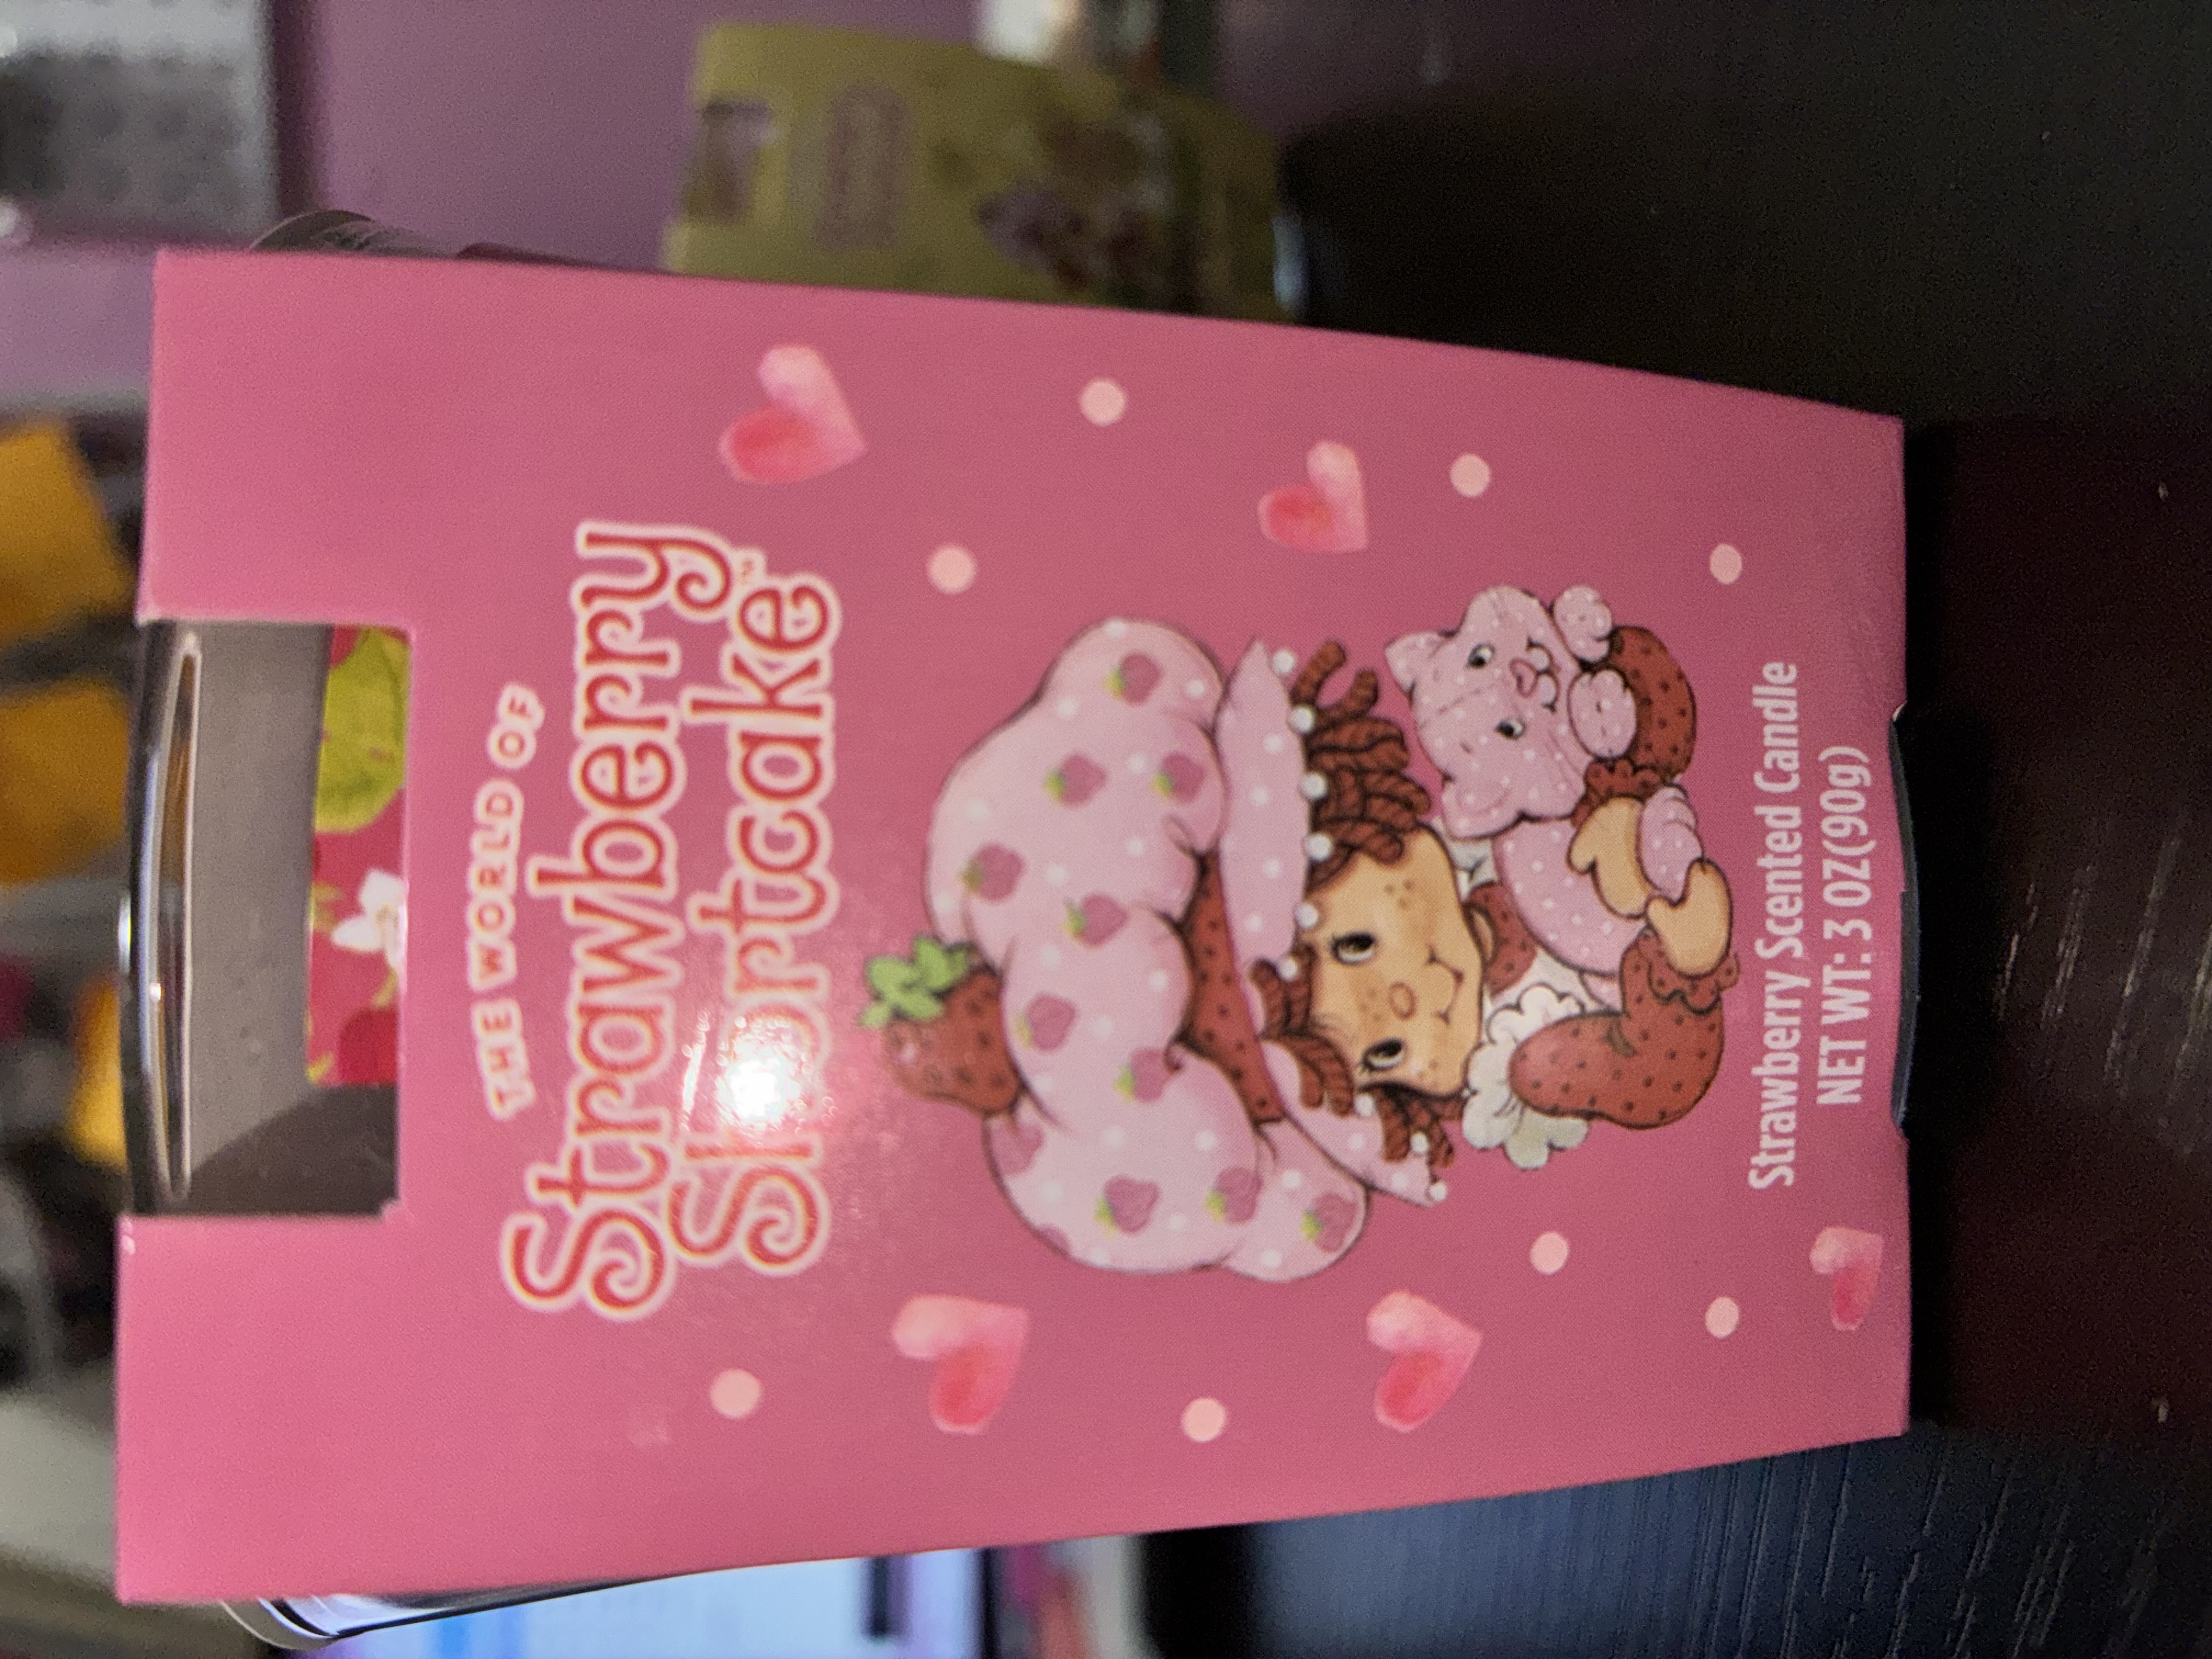 THE WORLD OF
Strawberry
Shortcake™
Strawberry Scented Candle
NET WT: 3 OZ(90g)